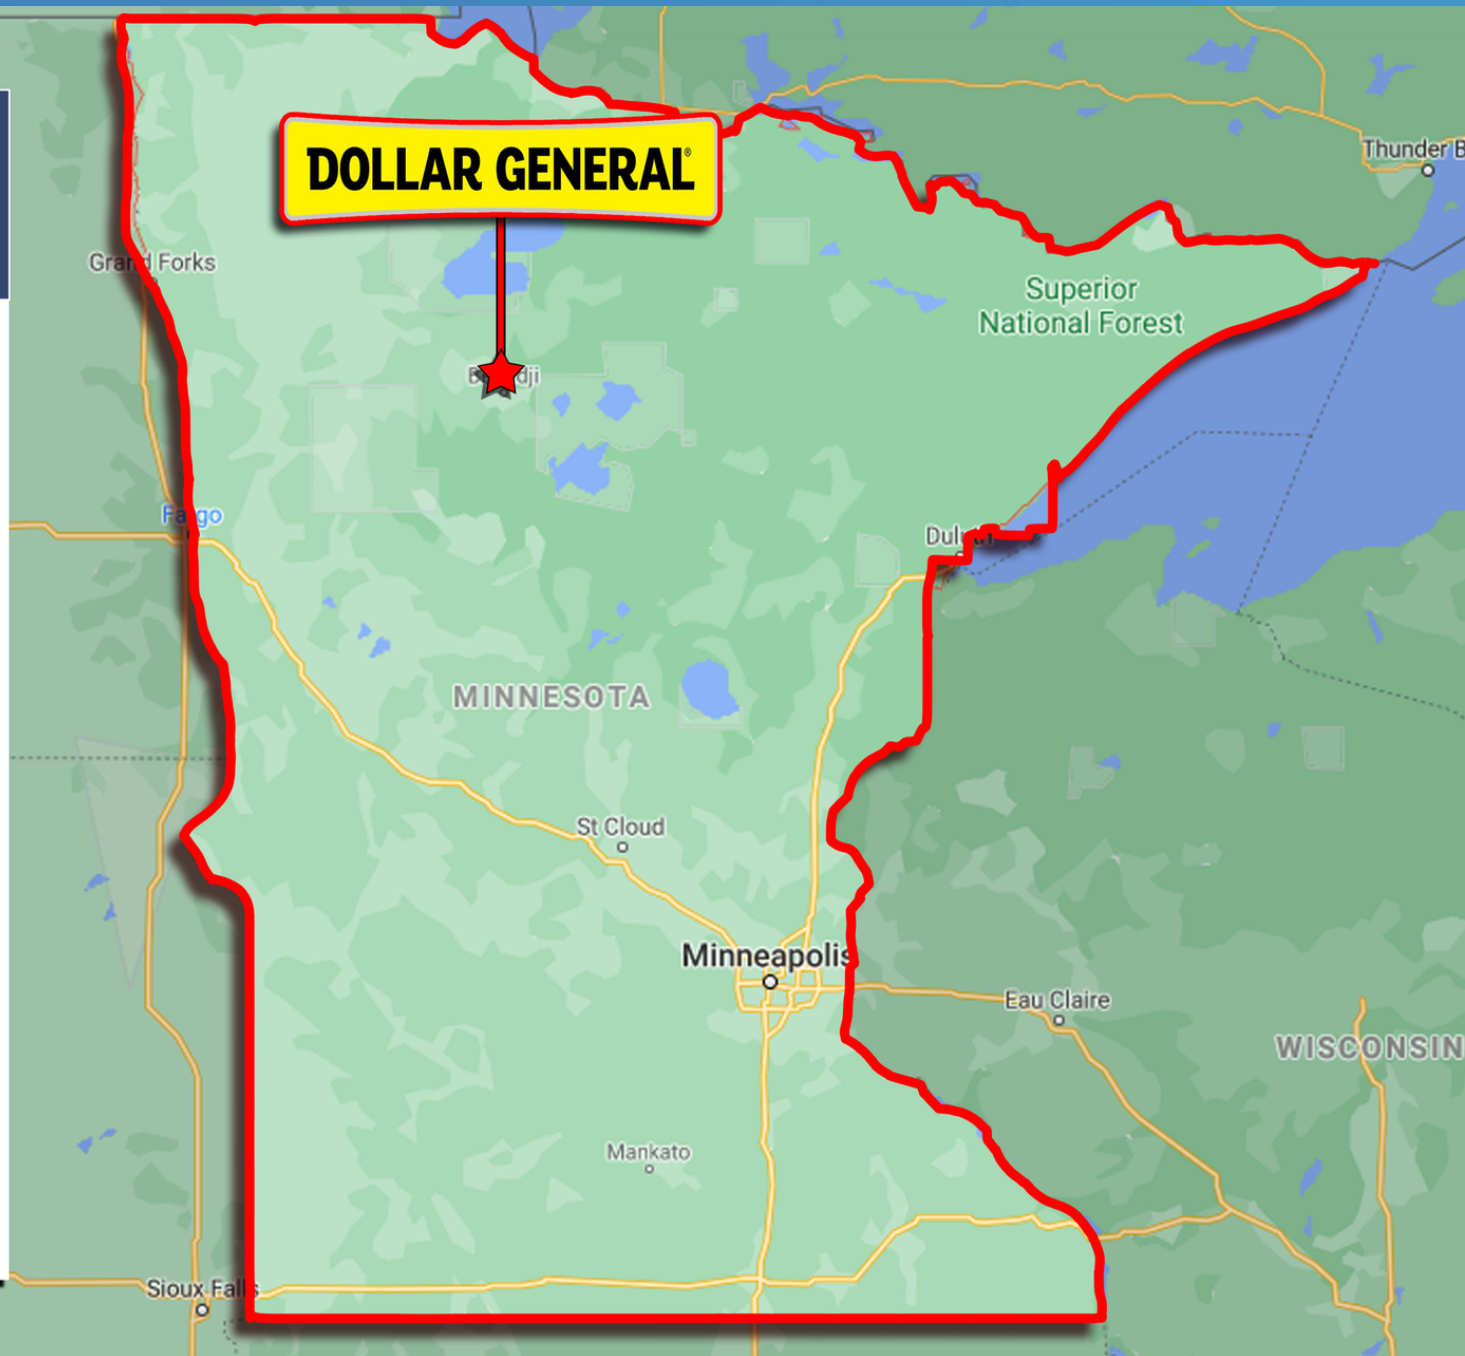 Thunder B
DOLLAR GENERAL®
Grand Forks
Superior
National Forest
Fargo
Duluth
MINNESOTA
St Cloud
Minneapolis
Eau Claire
WISCONSIN
Mankato
Sioux Falls